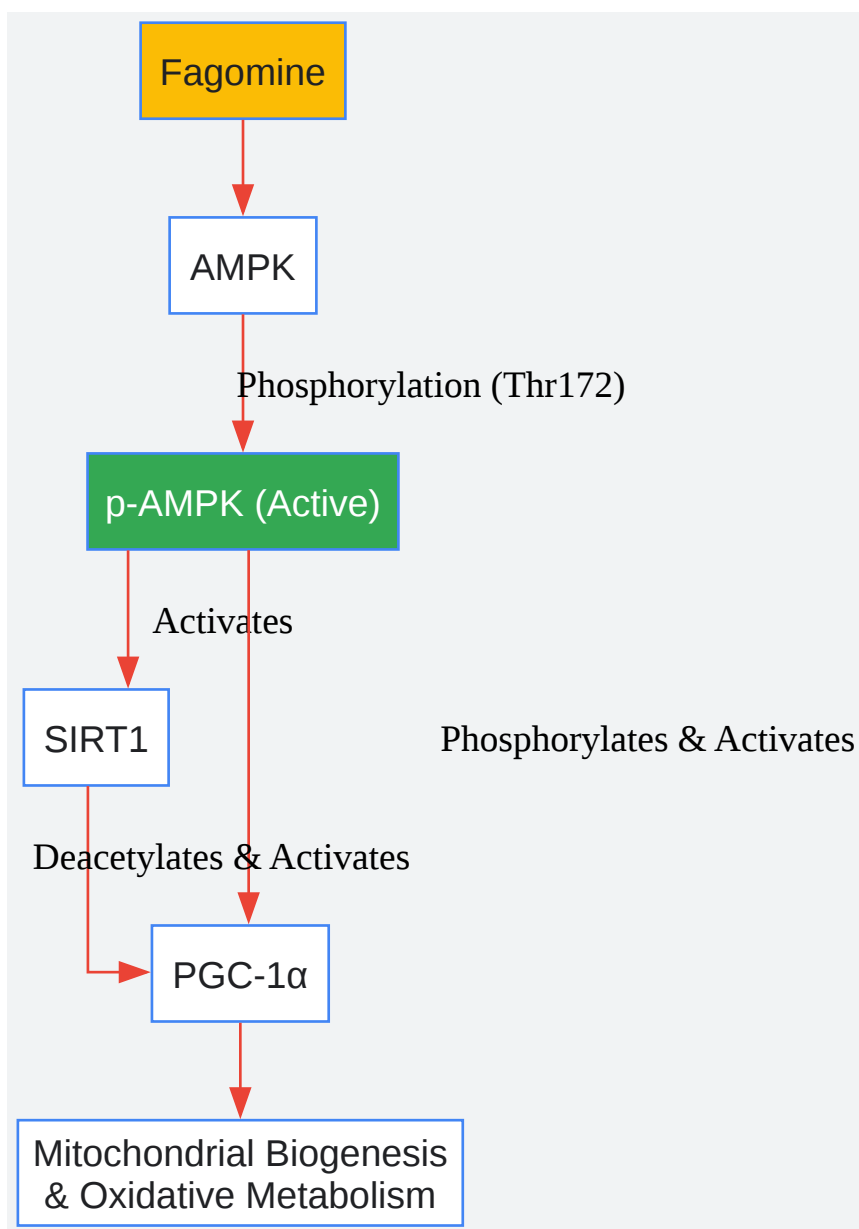 Fagomine
AMPK
Phosphorylation (Thr172)
p-AMPK (Active)
Activates
SIRT1
Phosphorylates & Activates
Deacetylates & Activates
PGC-1α
Mitochondrial Biogenesis
& Oxidative Metabolism